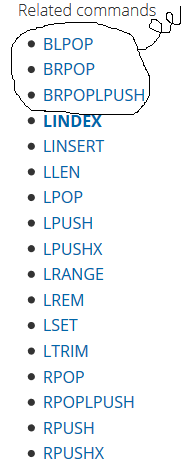 Related commands
BLPOP
BRPOP
BRPOPLPUSH
LINDEX
LINSERT
LLEN
LPOP
LPUSH
LPUSHX
LRANGE
LREM
LSET
LTRIM
RPOP
RPOPLPUSH
RPUSH
RPUSHX